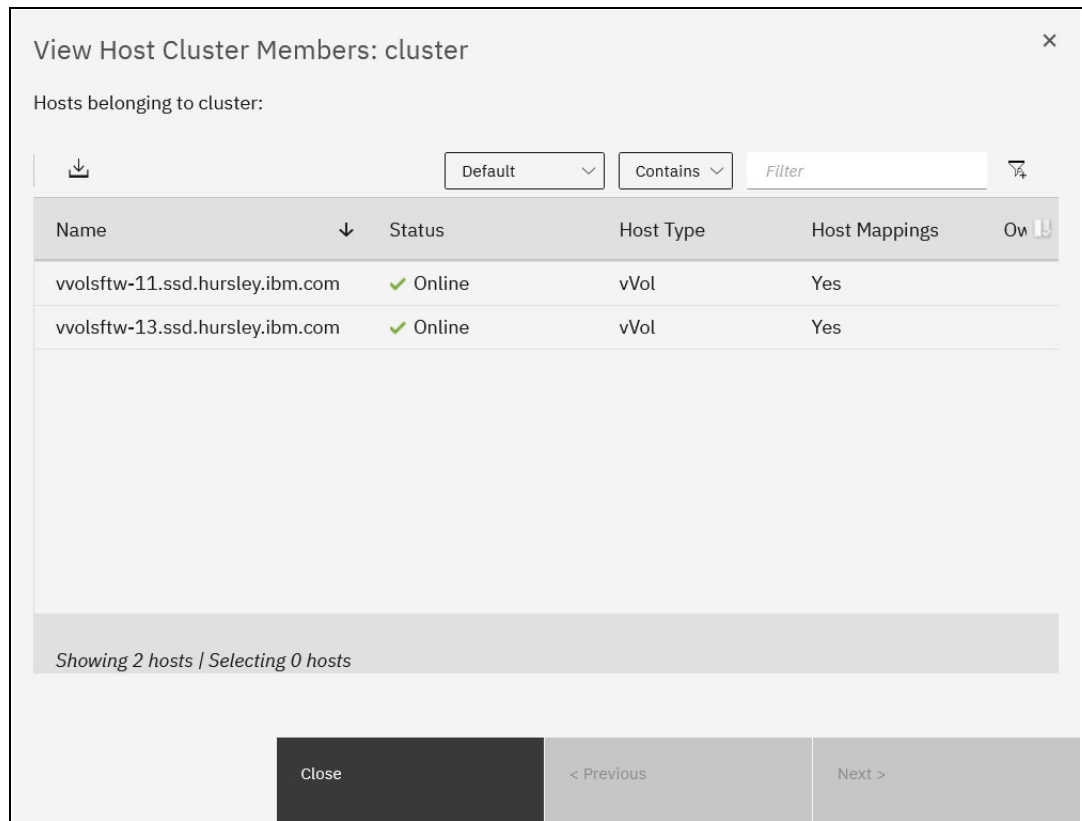 View Host Cluster Members: cluster
Hosts belonging to cluster:
Default Contains Filter
Name Status Host Type Host Mappings Ow
vvolsftw-11.ssd.hursley.ibm.com Online vVol Yes
vvolsftw-13.ssd.hursley.ibm.com Online vVol Yes
Showing 2 hosts | Selecting 0 hosts
Close < Previous Next >